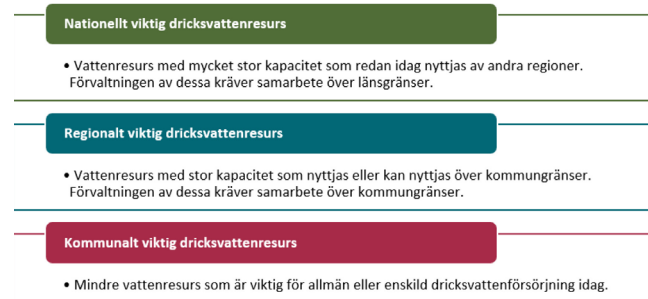 Nationellt viktig dricksvattenresurs
• Vattenresurs med mycket stor kapacitet som redan idag nyttjas av andra regioner.
Förvaltningen av dessa kräver samarbete över länsgränser.
Regionalt viktig dricksvattenresurs
• Vattenresurs med stor kapacitet som nyttjas eller kan nyttjas över kommungränser.
Förvaltningen av dessa kräver samarbete över kommungränser.
Kommunalt viktig dricksvattenresurs
• Mindre vattenresurs som är viktig för allmän eller enskild dricksvattenförsörjning idag.